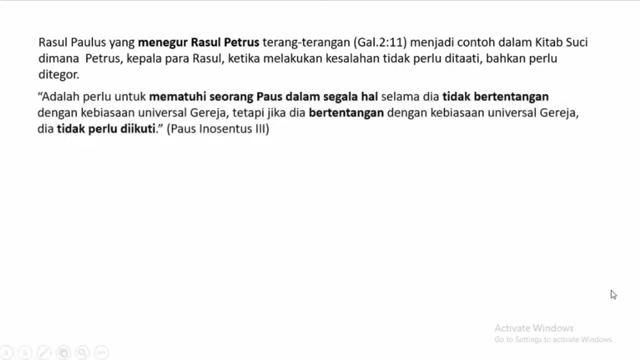 Rasul Paulus yang menegur Rasul Petrus terang-terangan (Gal.2:11) menjadi contoh dalam Kitab Suci
dimana Petrus, kepala para Rasul, ketika melakukan kesalahan tidak perlu ditaati, bahkan perlu
ditegor.
“Adalah perlu untuk mematuhi seorang Paus dalam segala hal selama dia tidak bertentangan
dengan kebiasaan universal Gereja, tetapi jika dia bertentangan dengan kebiasaan universal Gereja,
dia tidak perlu diikuti.” (Paus Inosentus III)
Activate Windows
Go to Settings to activate Windows.